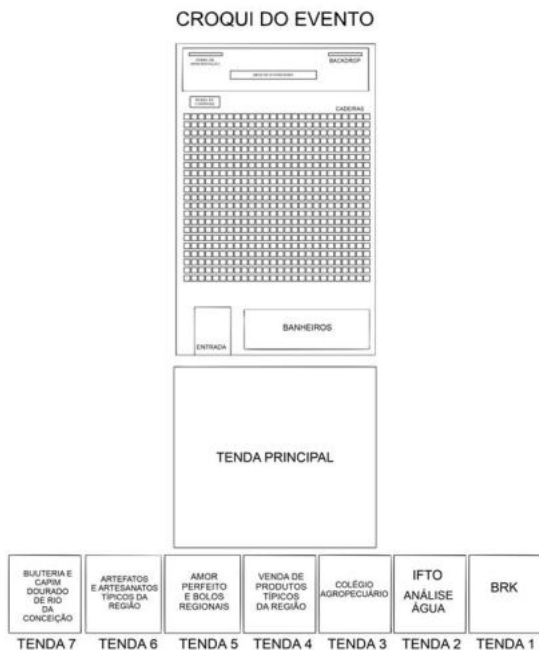 CROQUI DO EVENTO
BACKDROP
CADEIRAS
ENTRADA
BANHEIROS
TENDA PRINCIPAL
BIJUTERIA E
CAPIM
DOURADO
DE RIO
DA
CONCEIÇÃO
ARTEFATOS
E ARTESANATOS
TÍPICOS DA
REGIÃO
AMOR
PERFEITO
E BOLOS
REGIONAIS
VENDA DE
PRODUTOS
TÍPICOS
DA REGIÃO
COLÉGIO
AGROPECUÁRIO
IFTO
ANÁLISE
ÁGUA
BRK
TENDA 7
TENDA 6
TENDA 5
TENDA 4
TENDA 3
TENDA 2
TENDA 1